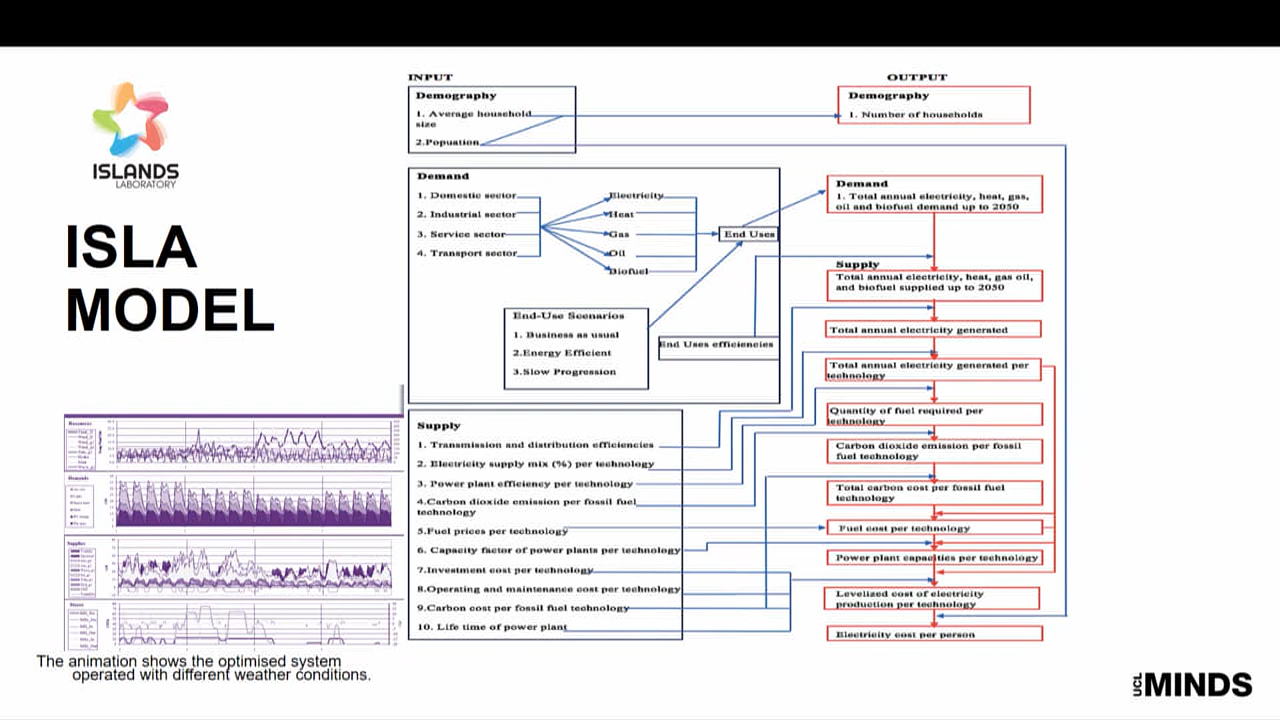 ISLANDS
LABORATORY
ISLA
MODEL
Resources
Demands
Supplies
Stores
The animation shows the optimised system
operated with different weather conditions.
INPUT
Demography
1. Average household
size
2.Popuation
Demand
1. Domestic sector
2. Industrial sector
3. Service sector
4. Transport sector
Electricity
Heat
Gas
Oil
Biofuel
End Uses
End-Use Scenarios
1. Business as usual
2.Energy Efficient
3.Slow Progression
End Uses efficiencies
Supply
1. Transmission and distribution efficiencies
2. Electricity supply mix (%) per technology
3. Power plant efficiency per technology
4.Carbon dioxide emission per fossil fuel
technology
5.Fuel prices per technology
6. Capacity factor of power plants per technology
7.Investment cost per technology
8.Operating and maintenance cost per technology
9.Carbon cost per fossil fuel technology
10. Life time of power plant
OUTPUT
Demography
1. Number of households
Demand
1. Total annual electricity, heat, gas,
oil and biofuel demand up to 2050
Supply
Total annual electricity, heat, gas oil,
and biofuel supplied up to 2050
Total annual electricity generated
Total annual electricity generated per
technology
Quantity of fuel required per
technology
Carbon dioxide emission per fossil
fuel technology
Total carbon cost per fossil fuel
technology
Fuel cost per technology
Power plant capacities per technology
Levelized cost of electricity
production per technology
Electricity cost per person
UCL MINDS